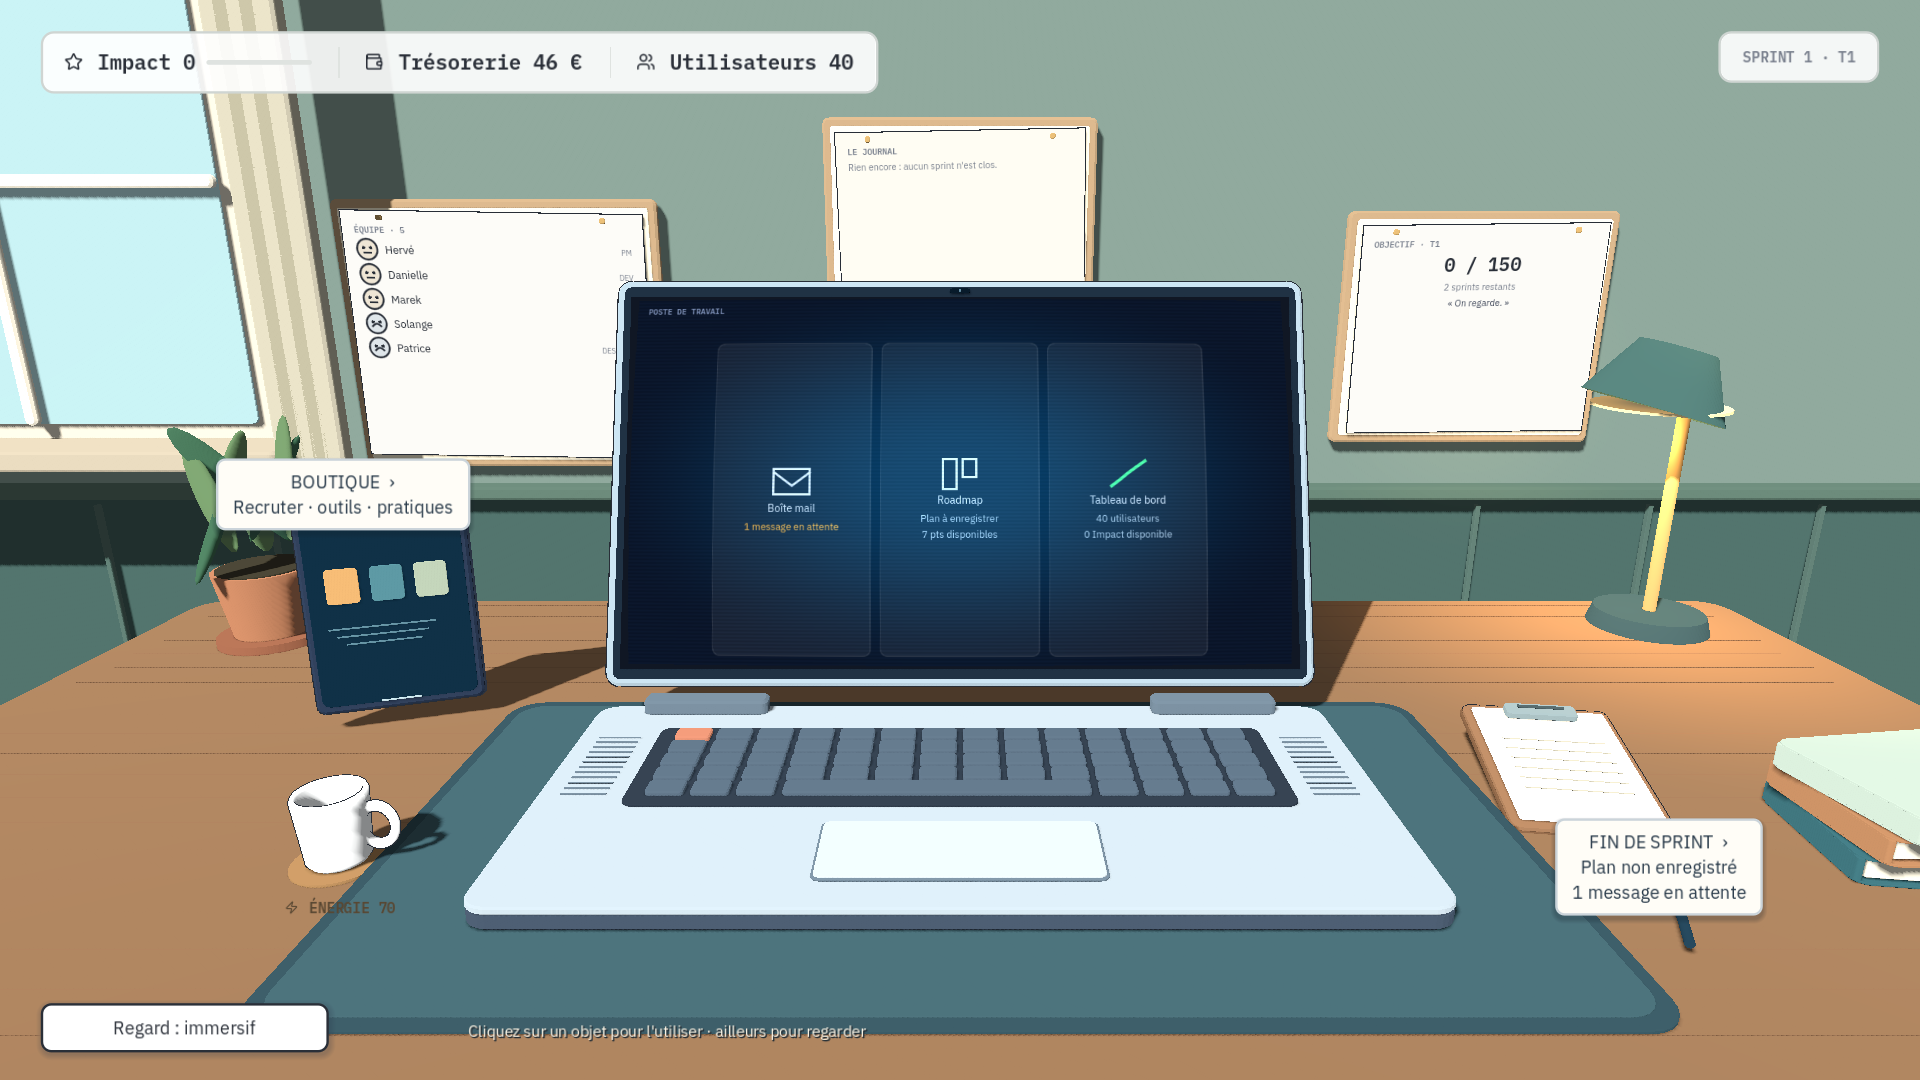 Impact 0
Trésorerie 46 €
Utilisateurs 40
SPRINT 1 · T1
LE JOURNAL
Rien encore : aucun sprint n'est clos.
ÉQUIPE · 5
Hervé
PM
Danielle
DEV
Marek
Solange
Patrice
DES
OBJECTIF · T1
0 / 150
2 sprints restants
« On regarde. »
POSTE DE TRAVAIL
Boîte mail
1 message en attente
Roadmap
Plan à enregistrer
7 pts disponibles
Tableau de bord
40 utilisateurs
0 Impact disponible
BOUTIQUE ›
Recruter · outils · pratiques
FIN DE SPRINT ›
Plan non enregistré
1 message en attente
ÉNERGIE 70
Regard : immersif
Cliquez sur un objet pour l'utiliser · ailleurs pour regarder